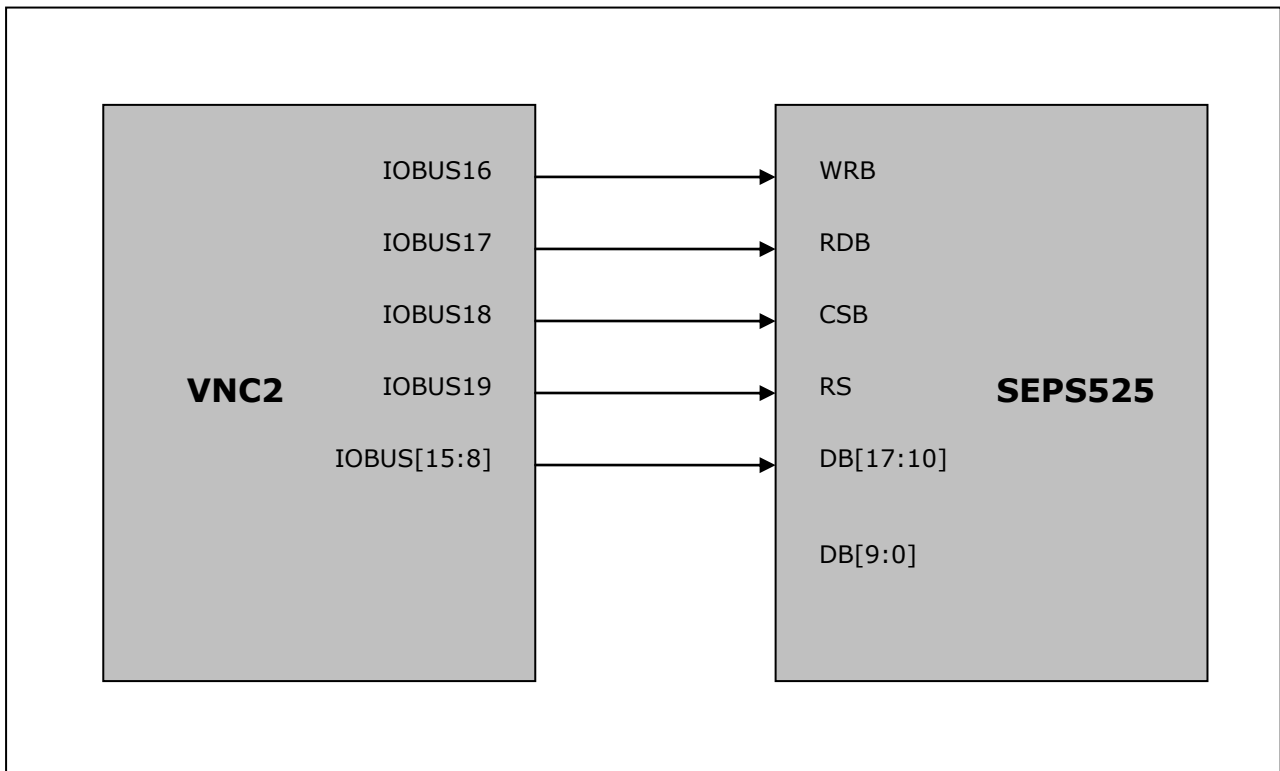 IOBUS16
WRB
IOBUS17
RDB
IOBUS18
CSB
VNC2
IOBUS19
RS
SEPS525
IOBUS[15:8]
DB[17:10]
DB[9:0]